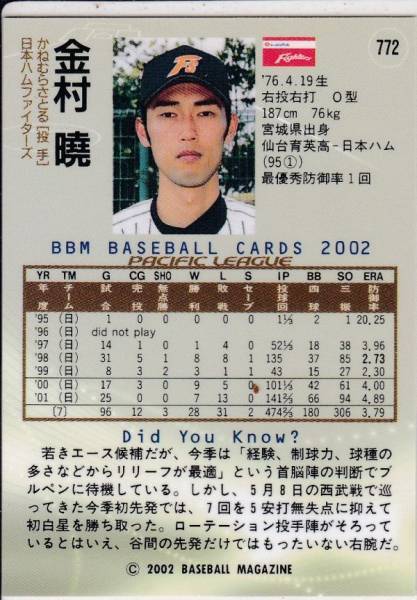 772
金村 曉
かねむらさとる［投 手］
日本ハムファイターズ
Fs
Fighters
'76.4.19生
右投右打 O型
187cm 76kg
宮城県出身
仙台育英高－日本ハム
(95①)
最優秀防御率1回
BBM BASEBALL CARDS 2002
PACIFIC LEAGUE
YR TM G CG SHO W L S IP BB SO ERA
年度 チーム 試合 完投 無点勝 勝利 敗戦 セーブ 投球回 四球 三振 防御率
'95 (日) 1 0 0 0 0 0 1⅓ 2 1 20.25
'96 (日) did not play
'97 (日) 14 1 0 1 4 0 52⅓ 18 38 3.96
'98 (日) 31 5 1 8 8 1 135 37 85 2.73
'99 (日) 8 3 2 3 1 0 43 15 27 2.30
'00 (日) 17 3 0 9 5 0 101⅓ 42 61 4.00
'01 (日) 25 0 0 7 13 0 141⅔ 66 94 4.89
(7) 96 12 3 28 31 2 474⅔ 180 306 3.79
Did You Know?
若きエース候補だが、今季は「経験、制球力、球種の
多さなどからリリーフが最適」という首脳陣の判断でブ
ルペンに待機している。しかし、5月8日の西武戦で巡
ってきた今季初先発では、7回を5安打無失点に抑えて
初白星を勝ち取った。ローテーション投手陣がそろって
いるとはいえ、谷間の先発だけではもったいない右腕だ。
© 2002 BASEBALL MAGAZINE